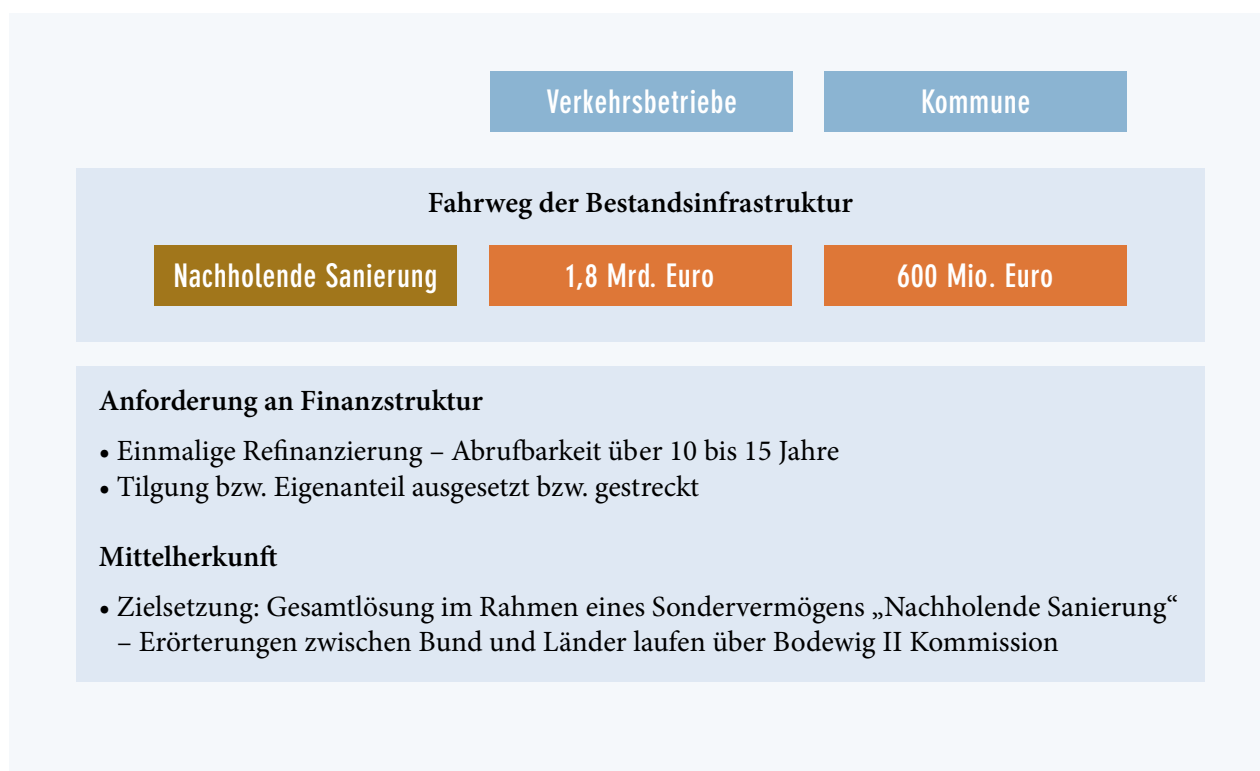 Verkehrsbetriebe Kommune
Fahrweg der Bestandsinfrastruktur
Nachholende Sanierung 1,8 Mrd. Euro 600 Mio. Euro
Anforderung an Finanzstruktur
• Einmalige Refinanzierung – Abrufbarkeit über 10 bis 15 Jahre
• Tilgung bzw. Eigenanteil ausgesetzt bzw. gestreckt
Mittelherkunft
• Zielsetzung: Gesamtlösung im Rahmen eines Sondervermögens „Nachholende Sanierung“
– Erörterungen zwischen Bund und Länder laufen über Bodewig II Kommission